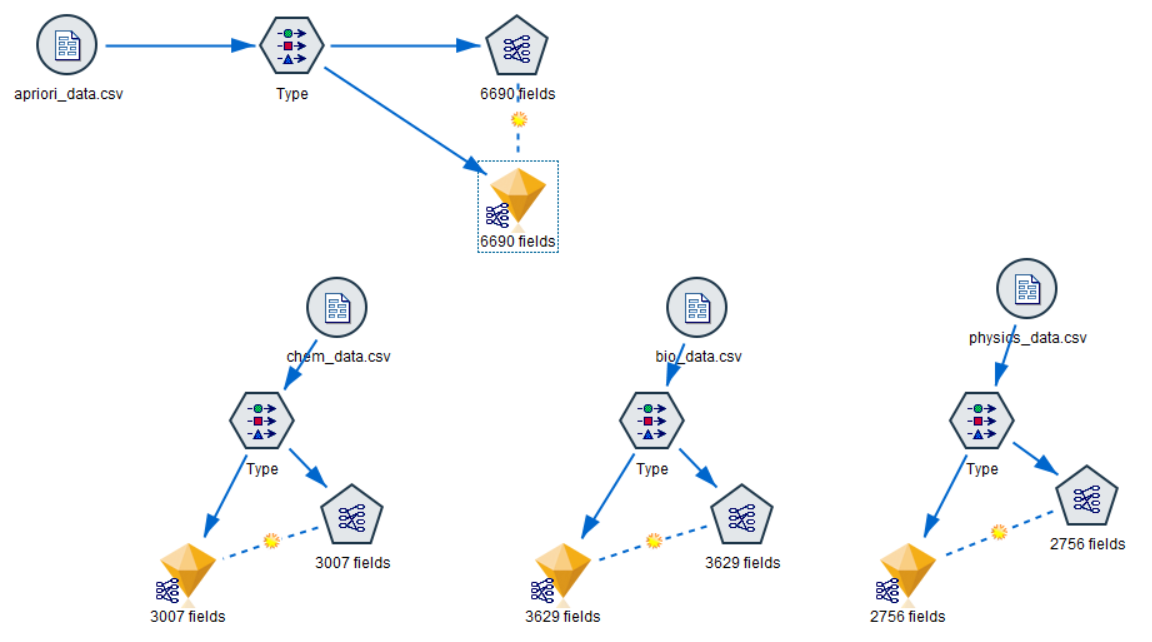 apriori_data.csv
Type
6690 fields
6690 fields
chem_data.csv
bio_data.csv
physics_data.csv
Type
Type
Type
3007 fields
3629 fields
2756 fields
3007 fields
3629 fields
2756 fields